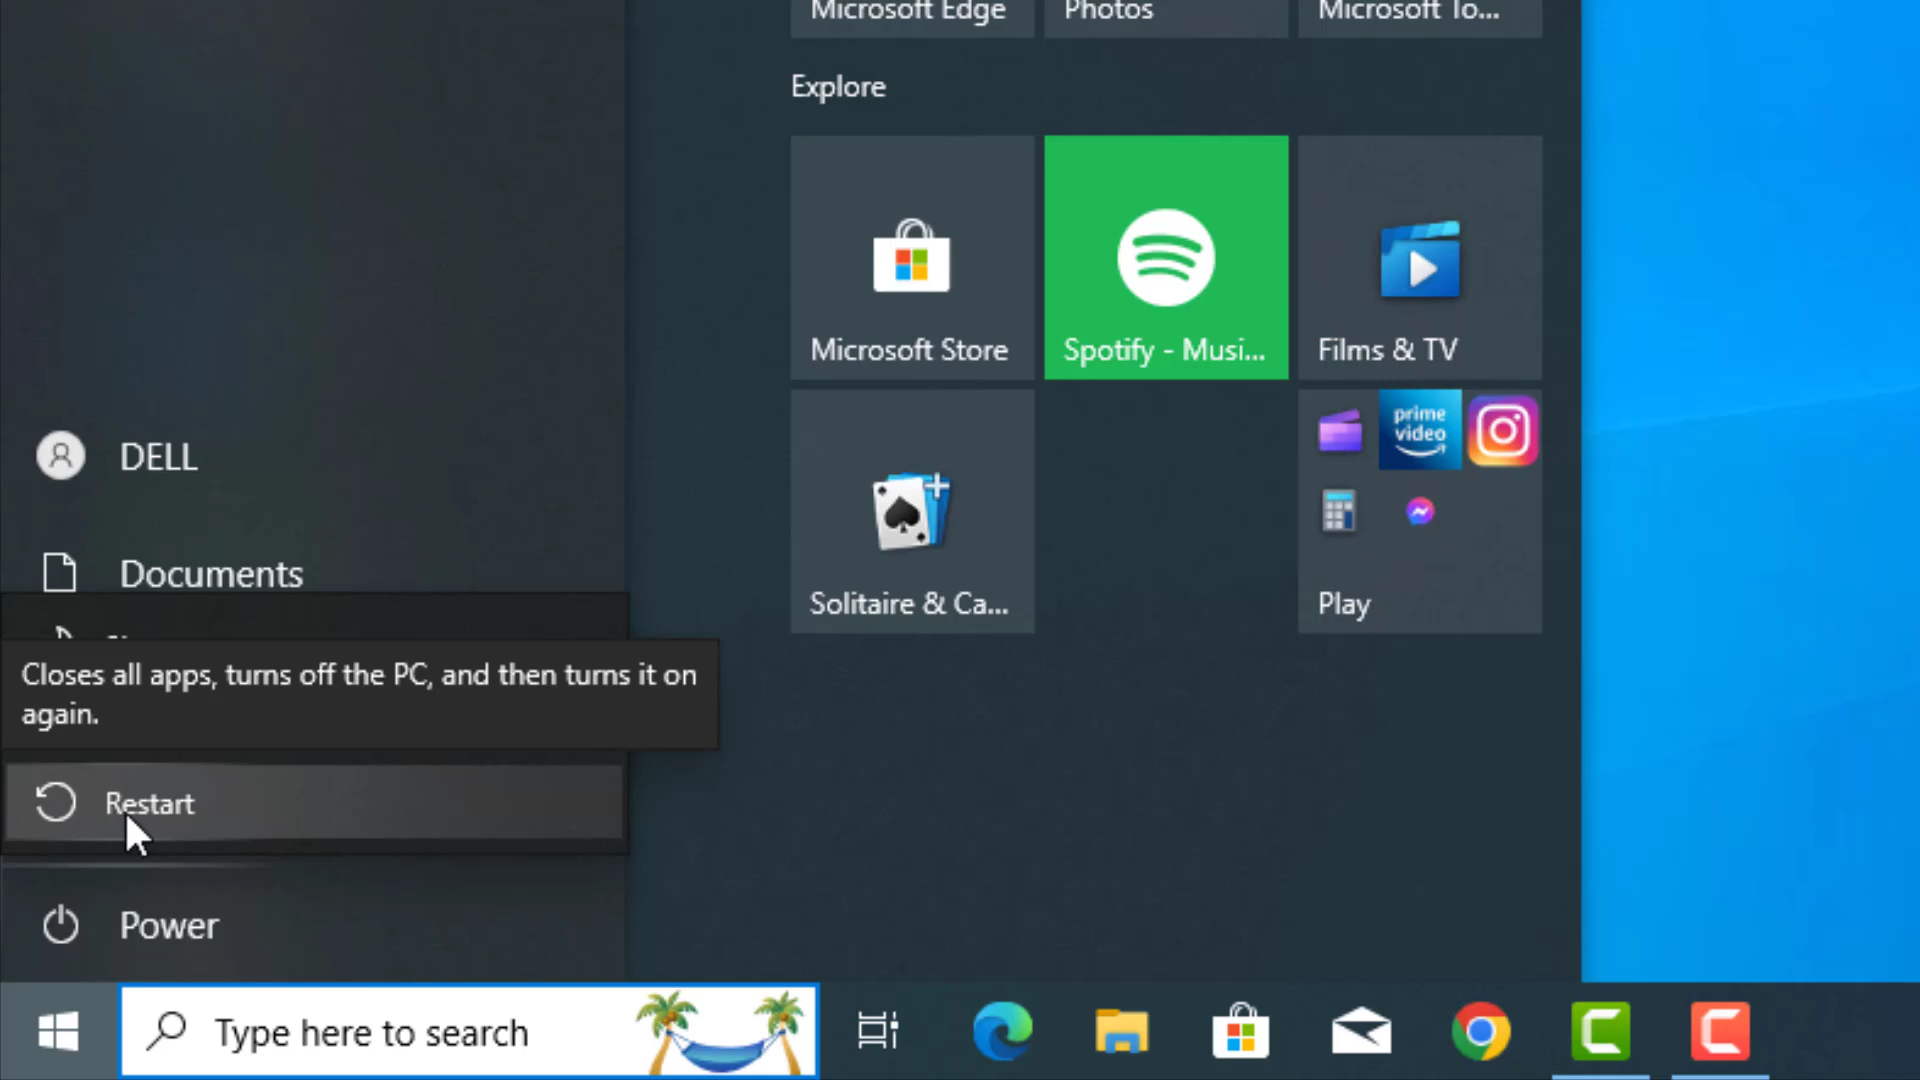 Microsoft Edge
Photos
Microsoft To...
Explore
Microsoft Store
Spotify - Musi...
Films & TV
prime
video
Solitaire & Ca...
Play
DELL
Documents
Closes all apps, turns off the PC, and then turns it on
again.
Restart
Power
Type here to search